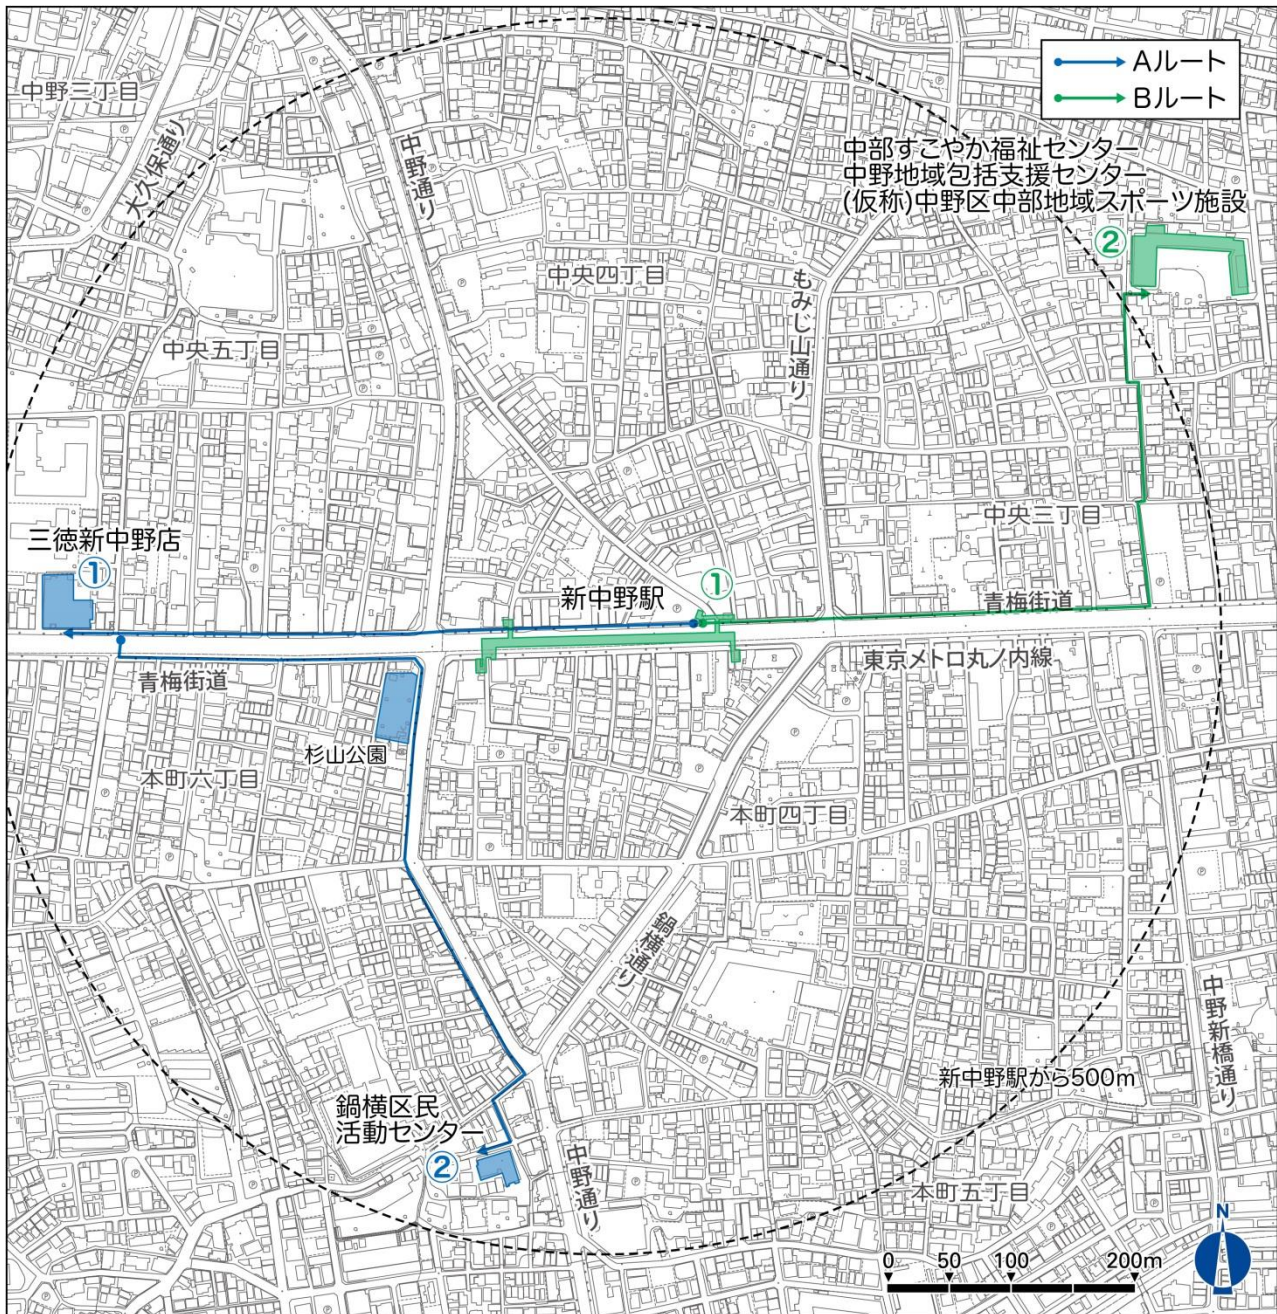 Aルート
Bルート
中野三丁目
大久保通り
中野通り
中部すこやか福祉センター
中野地域包括支援センター
(仮称)中野区中部地域スポーツ施設
②
中央四丁目
もみじ山通り
中央五丁目
中央三丁目
三徳新中野店
①
新中野駅
①
青梅街道
東京メトロ丸ノ内線
青梅街道
杉山公園
本町六丁目
本町四丁目
鍋横通り
中野新橋通り
新中野駅から500m
鍋横区民
活動センター
②
中野通り
本町五丁目
N
0 50 100 200m